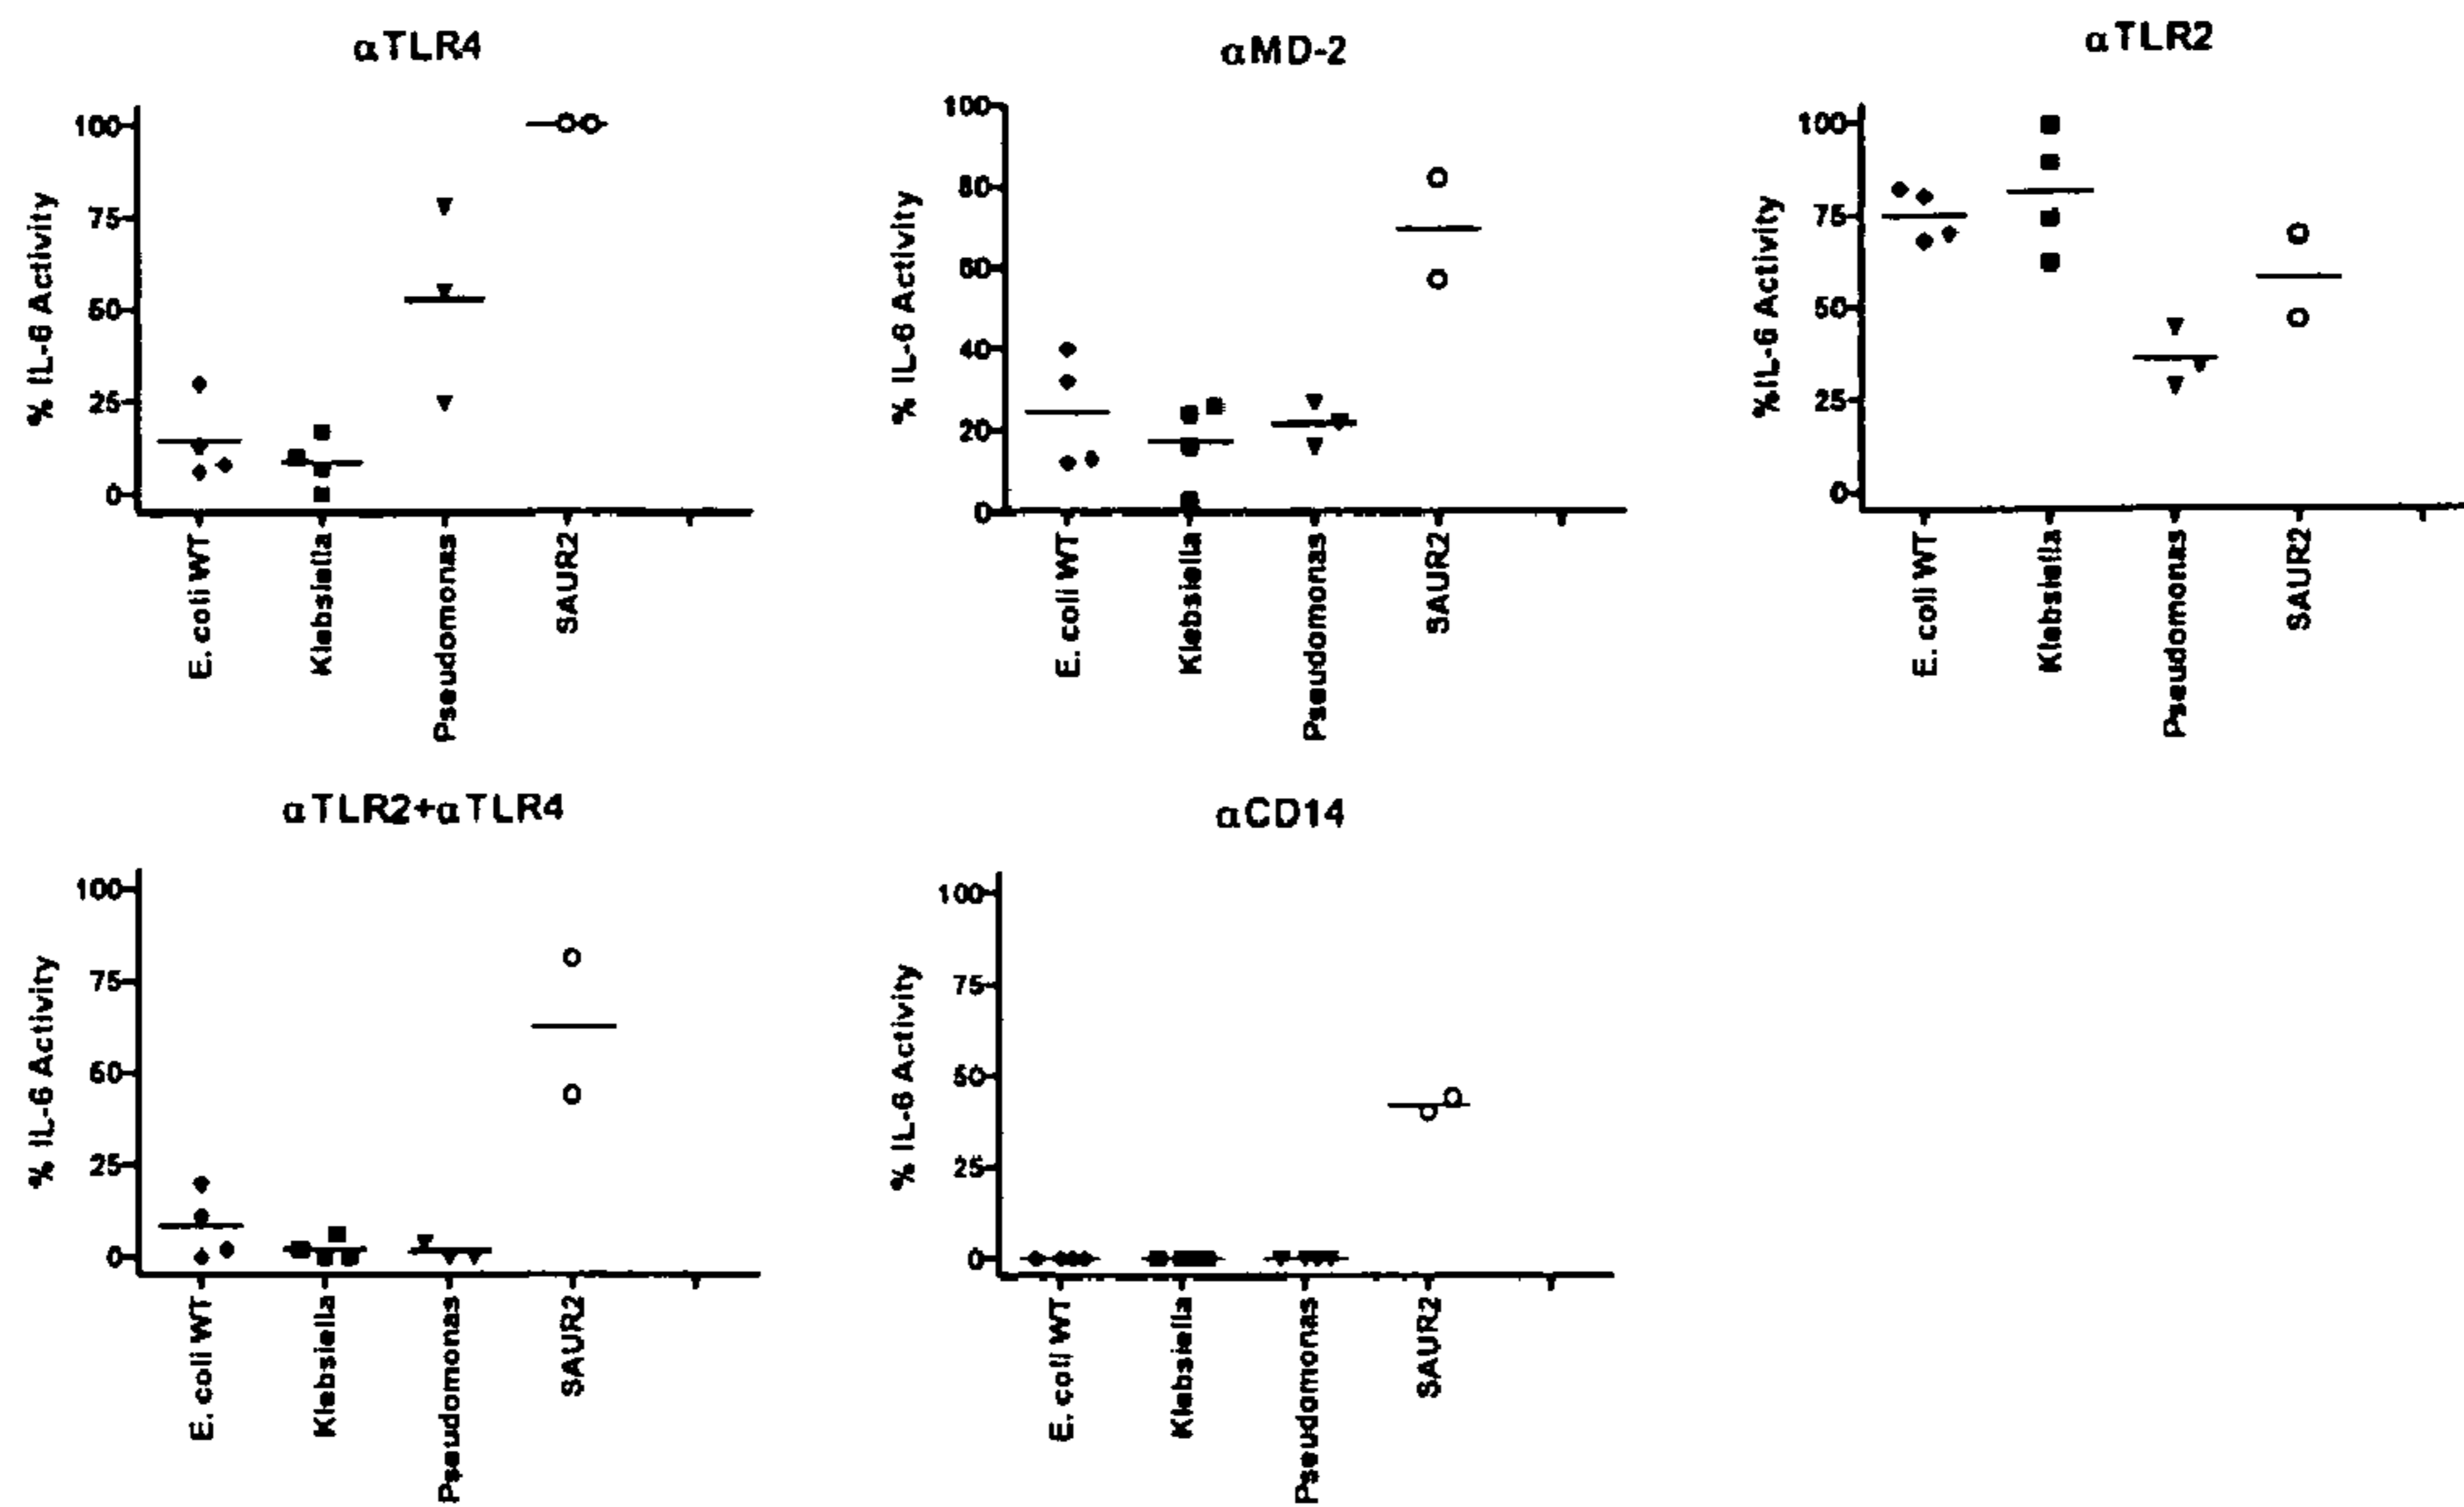 αTLR4
% IL-6 Activity
100
75
50
25
0
E. coli WT
Klebsiella
Pseudomonas
SAUR2
αMD-2
% IL-6 Activity
100
80
60
40
20
0
E. coli WT
Klebsiella
Pseudomonas
SAUR2
αTLR2
%IL-6 Activity
100
75
50
25
0
E. coli WT
Klebsiella
Pseudomonas
SAUR2
αTLR2+αTLR4
% IL-6 Activity
100
75
50
25
0
E. coli WT
Klebsiella
Pseudomonas
SAUR2
αCD14
% IL-6 Activity
100
75
50
25
0
E. coli WT
Klebsiella
Pseudomonas
SAUR2